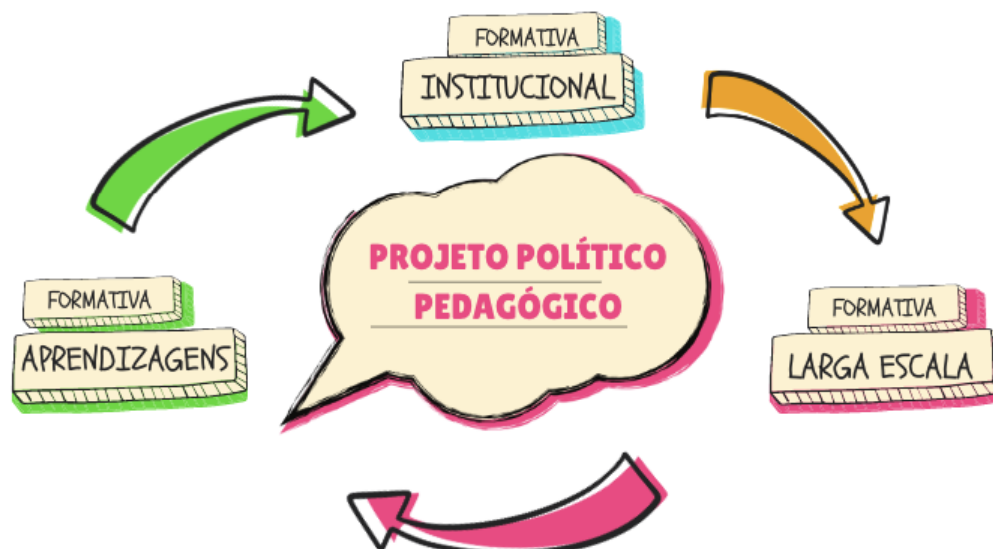 FORMATIVA
INSTITUCIONAL
PROJETO POLÍTICO
PEDAGÓGICO
FORMATIVA
APRENDIZAGENS
FORMATIVA
LARGA ESCALA